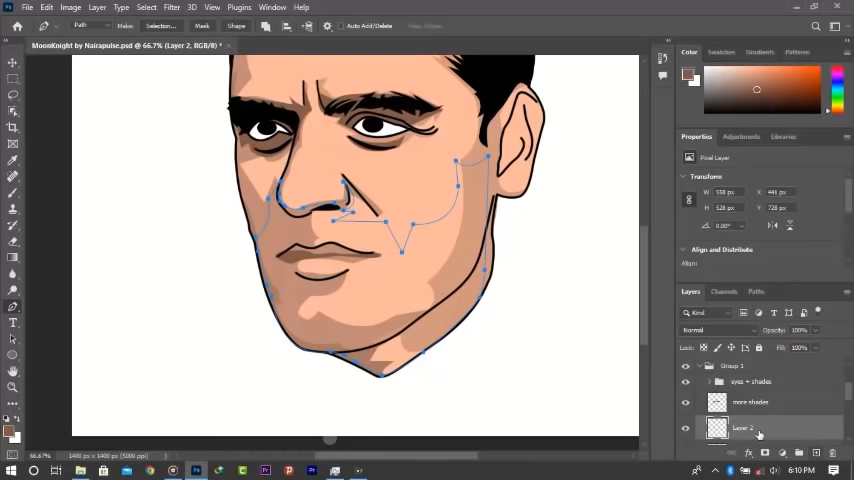 Ps File Edit Image Layer Type Select Filter 3D View Plugins Window Help
Path Make: Selection... Mask Shape Auto Add/Delete
MoonKnight by Nairapulse.psd @ 66.7% (Layer 2, RGB/8) * ×
Color Swatches Gradients Patterns
Properties Adjustments Libraries
Pixel Layer
Transform
W: 558 px X: 441 px
H: 528 px Y: 728 px
0.00°
Align and Distribute
Align:
Layers Channels Paths
Kind
Normal Opacity: 100%
Lock: Fill: 100%
Group 1
eyes + shades
more shades
Layer 2
66.67% 1400 px x 1400 px (5000 ppi)
6:10 PM